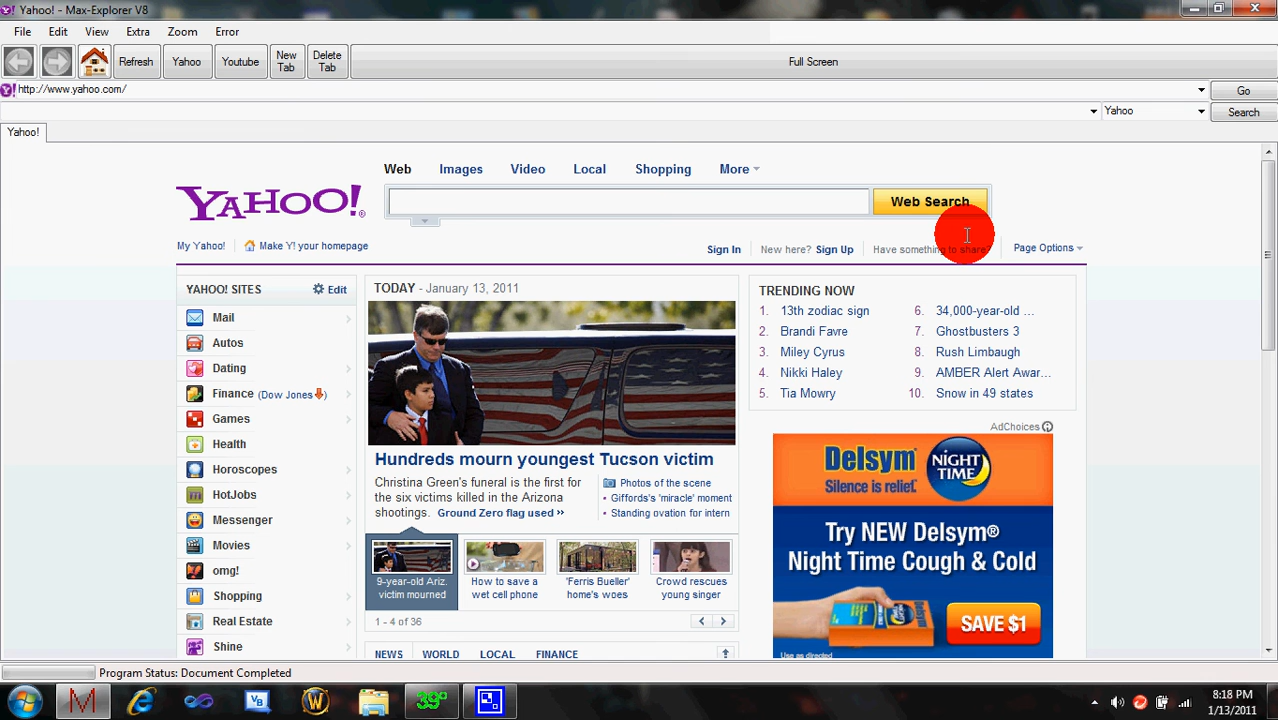 Yahoo! - Max-Explorer V8
File Edit View Extra Zoom Error
Refresh Yahoo Youtube New Tab Delete Tab Full Screen
http://www.yahoo.com/ Go
Yahoo Search
Yahoo!
Web Images Video Local Shopping More
YAHOO! Web Search
My Yahoo! Make Y! your homepage Sign In New here? Sign Up Have something to share? Page Options
YAHOO! SITES Edit
Mail
Autos
Dating
Finance (Dow Jones )
Games
Health
Horoscopes
HotJobs
Messenger
Movies
omg!
Shopping
Real Estate
Shine
TODAY - January 13, 2011
Hundreds mourn youngest Tucson victim
Christina Green's funeral is the first for
the six victims killed in the Arizona
shootings. Ground Zero flag used »
Photos of the scene
• Giffords's 'miracle' moment
• Standing ovation for intern
9-year-old Ariz.
victim mourned
How to save a
wet cell phone
'Ferris Bueller'
home's woes
Crowd rescues
young singer
1 - 4 of 36
NEWS WORLD LOCAL FINANCE
TRENDING NOW
1. 13th zodiac sign
2. Brandi Favre
3. Miley Cyrus
4. Nikki Haley
5. Tia Mowry
6. 34,000-year-old ...
7. Ghostbusters 3
8. Rush Limbaugh
9. AMBER Alert Awar...
10. Snow in 49 states
AdChoices
Delsym
Silence is relief.
NIGHT
TIME
Try NEW Delsym®
Night Time Cough & Cold
SAVE $1
Use as directed
Program Status: Document Completed
39°
8:18 PM
1/13/2011